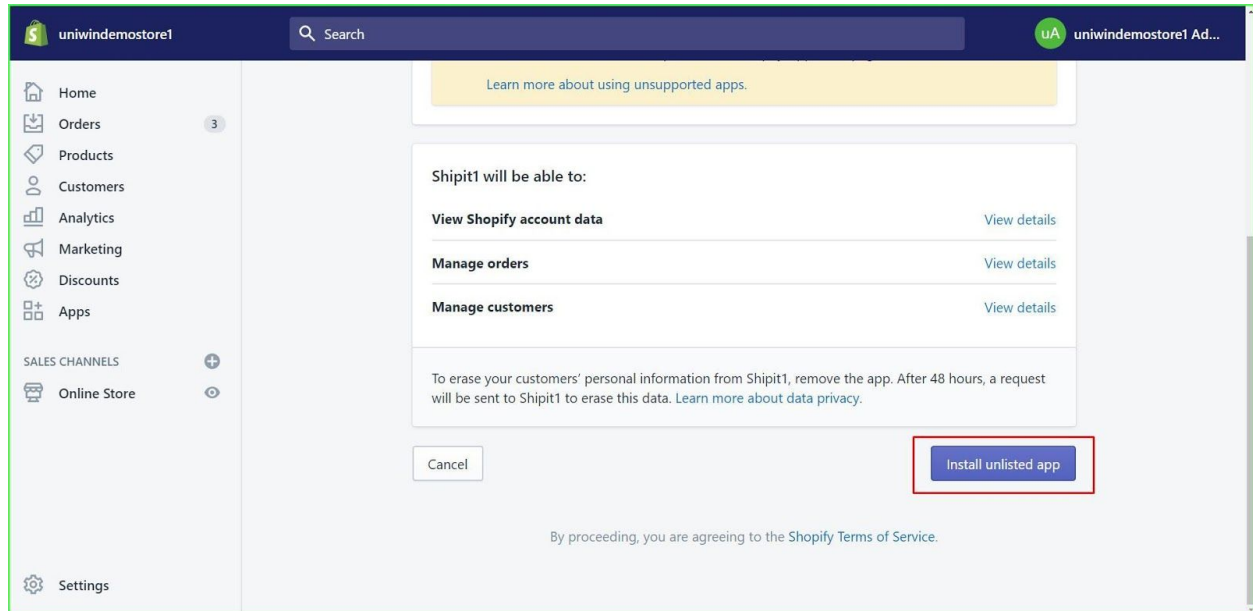 uniwindemostore1
Search
uA
uniwindemostore1 Ad...
Home
Orders
3
Products
Customers
Analytics
Marketing
Discounts
Apps
SALES CHANNELS
Online Store
Settings
Learn more about using unsupported apps.
Shipit1 will be able to:
View Shopify account data
View details
Manage orders
View details
Manage customers
View details
To erase your customers' personal information from Shipit1, remove the app. After 48 hours, a request
will be sent to Shipit1 to erase this data. Learn more about data privacy.
Cancel
Install unlisted app
By proceeding, you are agreeing to the Shopify Terms of Service.